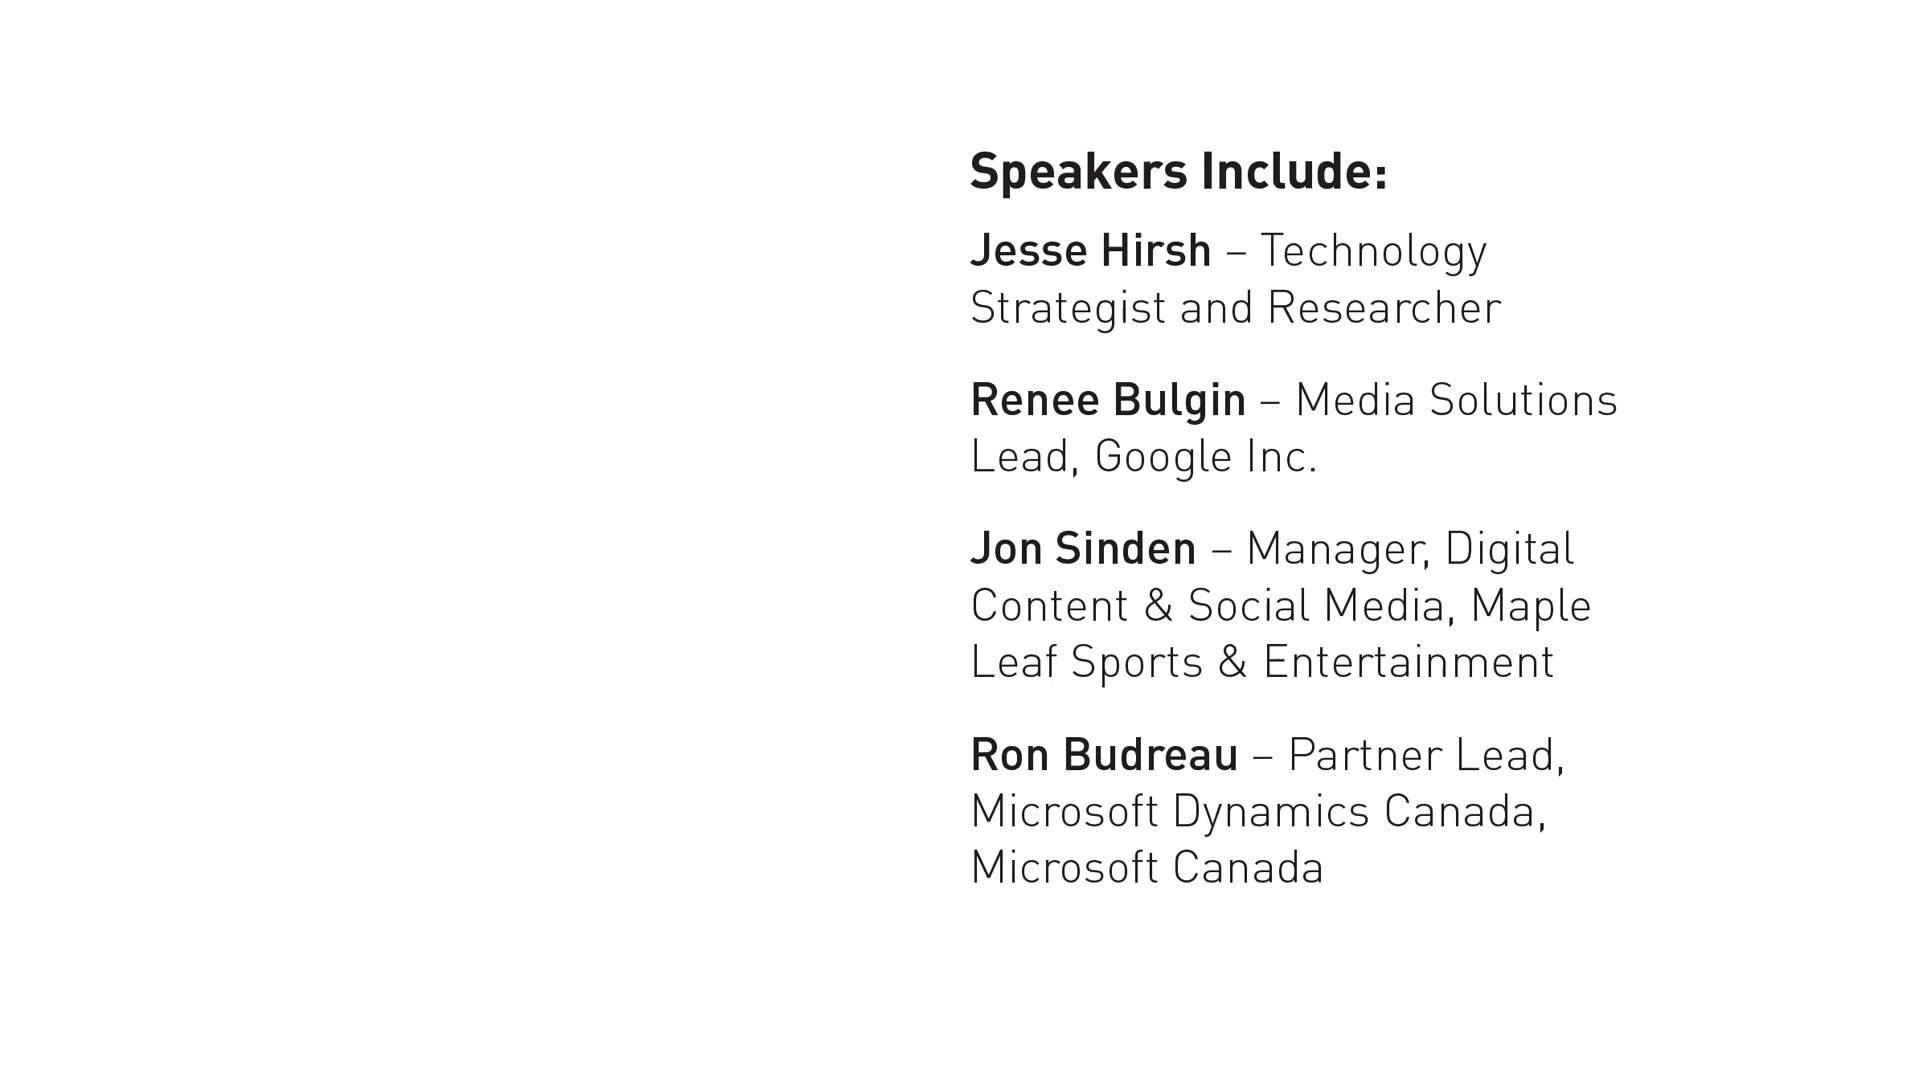 Speakers Include:
Jesse Hirsh – Technology
Strategist and Researcher
Renee Bulgin – Media Solutions
Lead, Google Inc.
Jon Sinden – Manager, Digital
Content & Social Media, Maple
Leaf Sports & Entertainment
Ron Budreau – Partner Lead,
Microsoft Dynamics Canada,
Microsoft Canada